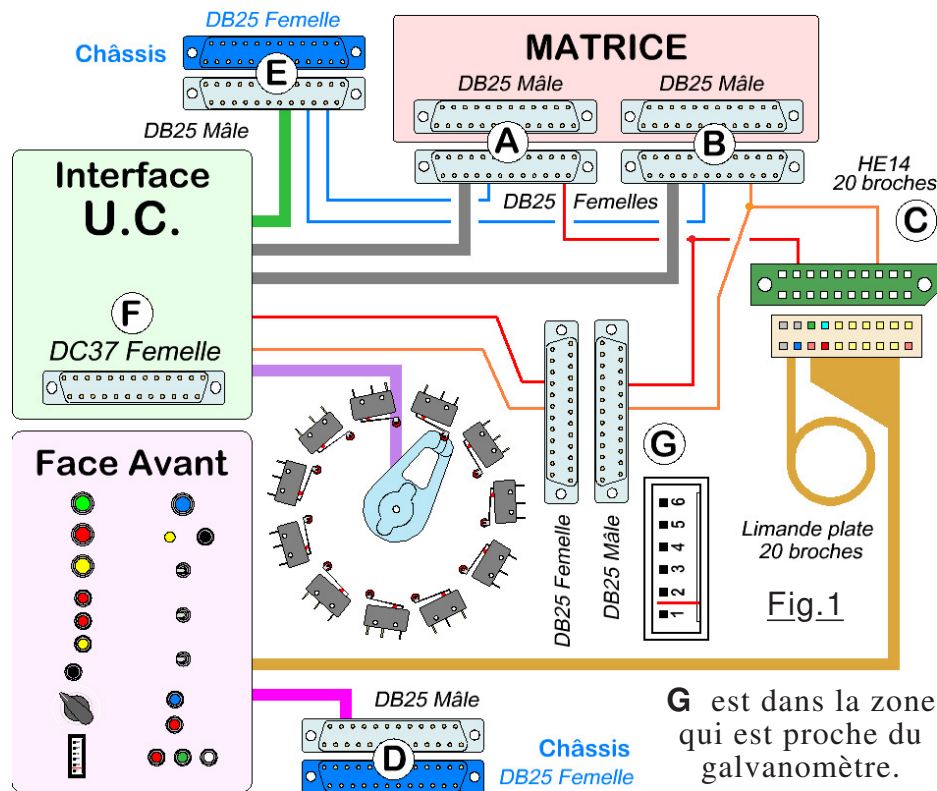 DB25 Femelle
Châssis
E
DB25 Mâle
MATRICE
DB25 Mâle
DB25 Mâle
A
B
DB25 Femelles
HE14
20 broches
C
Interface
U.C.
F
DC37 Femelle
Face Avant
G
DB25 Femelle
DB25 Mâle
1 2 3 4 5 6
Limande plate
20 broches
Fig.1
DB25 Mâle
D
Châssis
DB25 Femelle
G est dans la zone
qui est proche du
galvanomètre.